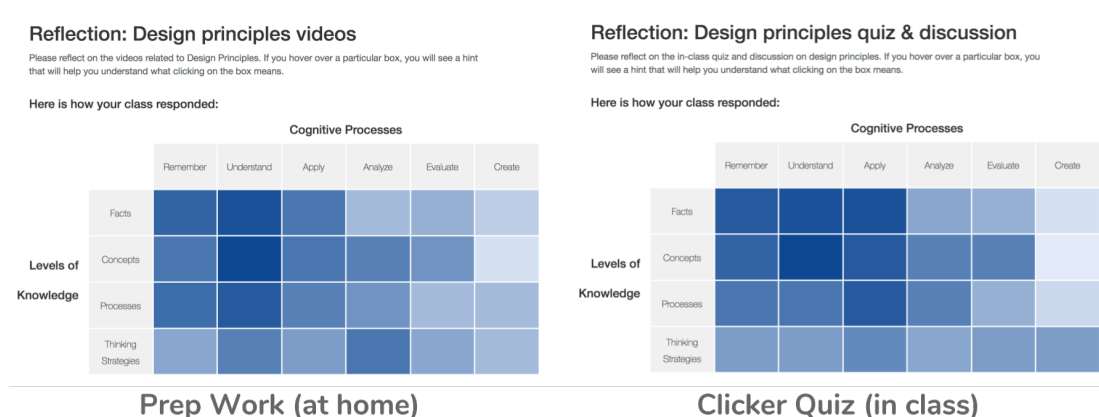 Reflection: Design principles videos
Please reflect on the videos related to Design Principles. If you hover over a particular box, you will see a hint
that will help you understand what clicking on the box means.
Here is how your class responded:
Cognitive Processes
Remember Understand Apply Analyze Evaluate Create
Facts
Concepts
Levels of
Knowledge
Processes
Thinking
Strategies
Prep Work (at home)
Reflection: Design principles quiz & discussion
Please reflect on the in-class quiz and discussion on design principles. If you hover over a particular box, you
will see a hint that will help you understand what clicking on the box means.
Here is how your class responded:
Cognitive Processes
Remember Understand Apply Analyze Evaluate Create
Facts
Concepts
Levels of
Knowledge
Processes
Thinking
Strategies
Clicker Quiz (in class)